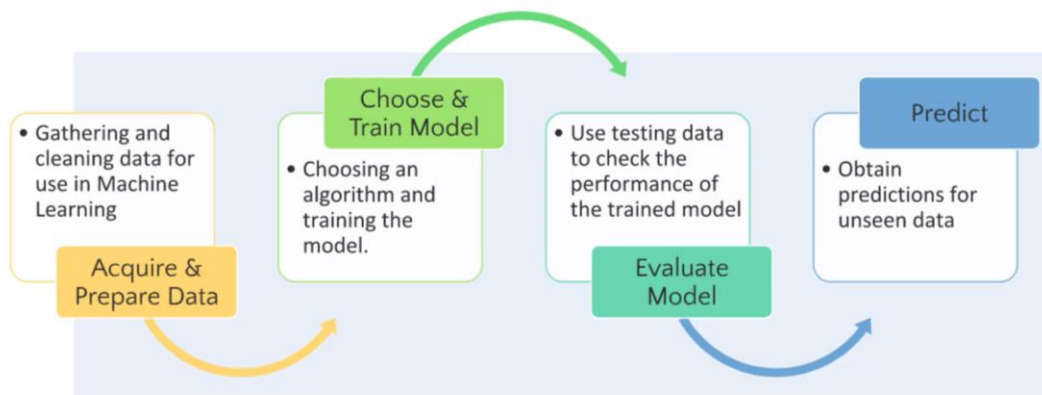 • Gathering and
cleaning data for
use in Machine
Learning
Acquire &
Prepare Data
Choose &
Train Model
• Choosing an
algorithm and
training the
model.
• Use testing data
to check the
performance of
the trained model
Evaluate
Model
Predict
• Obtain
predictions for
unseen data